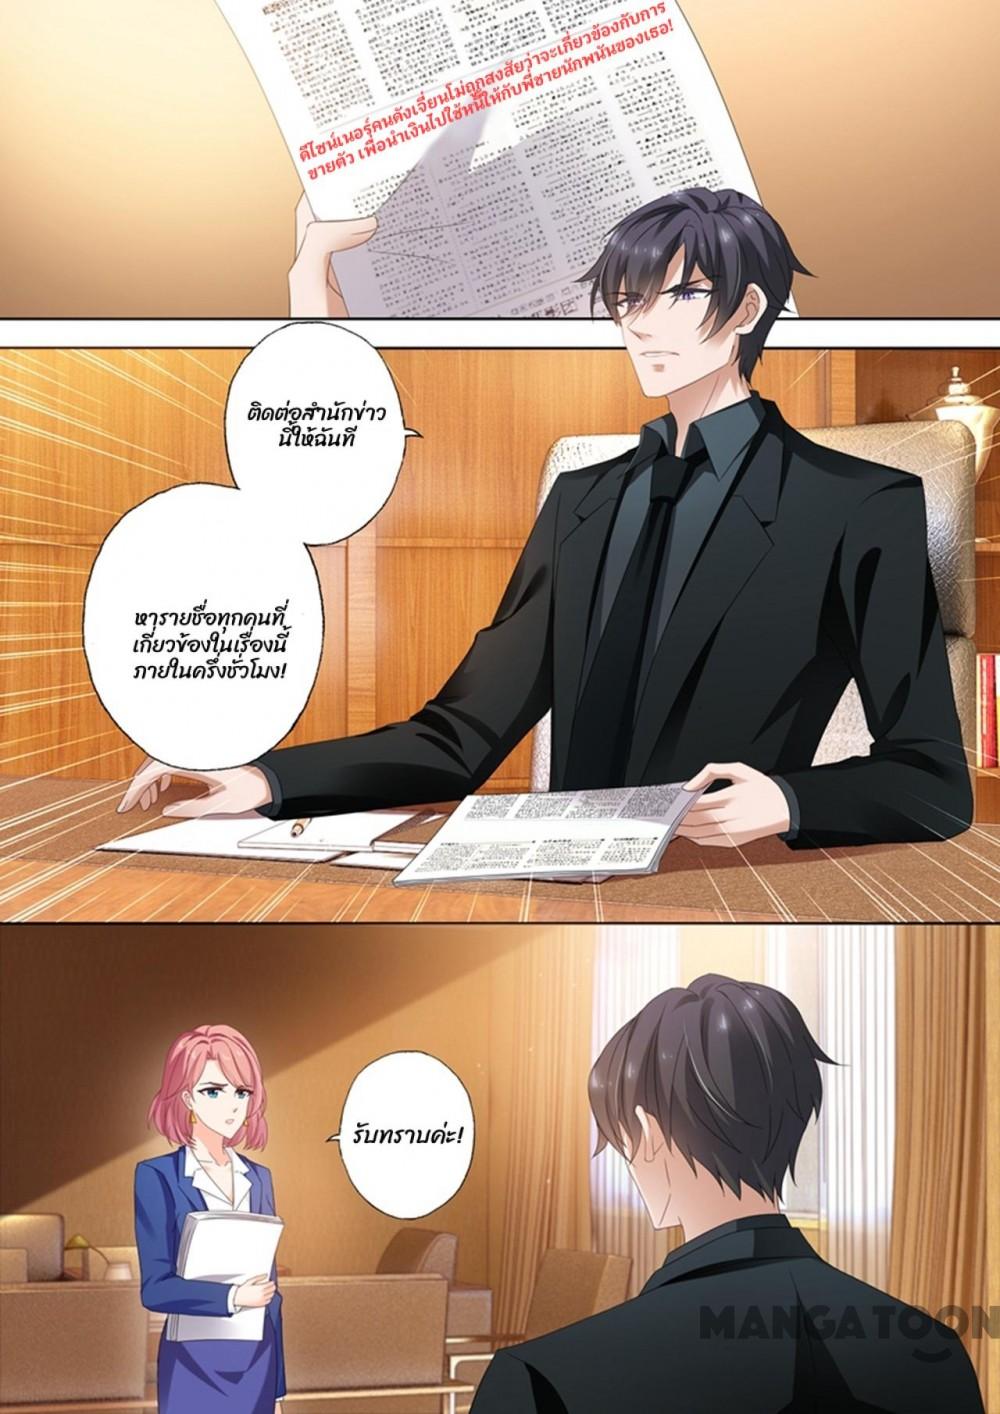 ดีไซน์เนอร์คนดังเจี่ยนโม่ถูกสงสัยว่าจะเกี่ยวข้องกับการ
ขายตัว เพื่อนำเงินไปใช้หนี้ให้กับพี่ชายนักพนันของเธอ!
ติดต่อสำนักข่าว
นี้ให้ฉันที
หารายชื่อทุกคนที่
เกี่ยวข้องในเรื่องนี้
ภายในครึ่งชั่วโมง!
รับทราบค่ะ!
MANGATOON